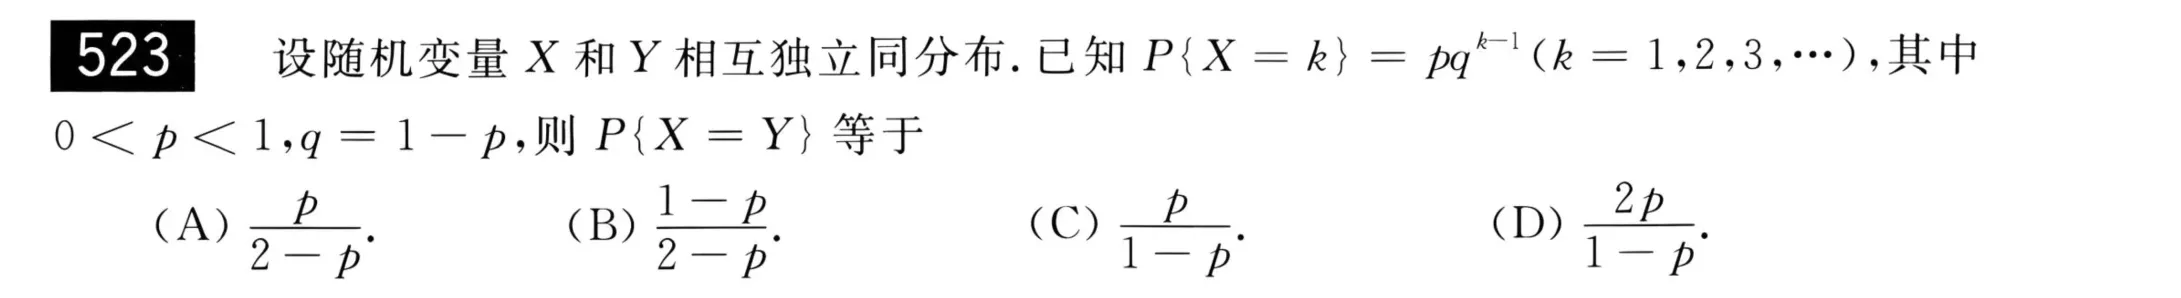 523 设随机变量 X 和 Y 相互独立同分布. 已知 P{X = k} = pq^{k-1}(k = 1,2,3,⋯),其中
0 < p < 1,q = 1 - p,则 P{X = Y} 等于
(A) \frac{p}{2-p}. (B) \frac{1-p}{2-p}. (C) \frac{p}{1-p}. (D) \frac{2p}{1-p}.